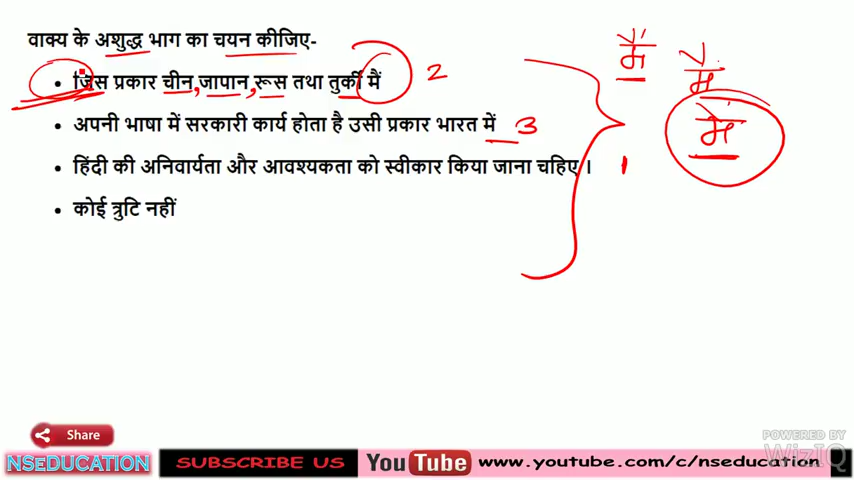 वाक्य के अशुद्ध भाग का चयन कीजिए-
• जिस प्रकार चीन, जापान, रूस तथा तुर्की मैं 2
• अपनी भाषा में सरकारी कार्य होता है उसी प्रकार भारत में 3
• हिंदी की अनिवार्यता और आवश्यकता को स्वीकार किया जाना चहिए । 1
• कोई त्रुटि नहीं
में
Share
POWERED BY
WizIQ
NSEDUCATION SUBSCRIBE US YouTube www.youtube.com/c/nseducation